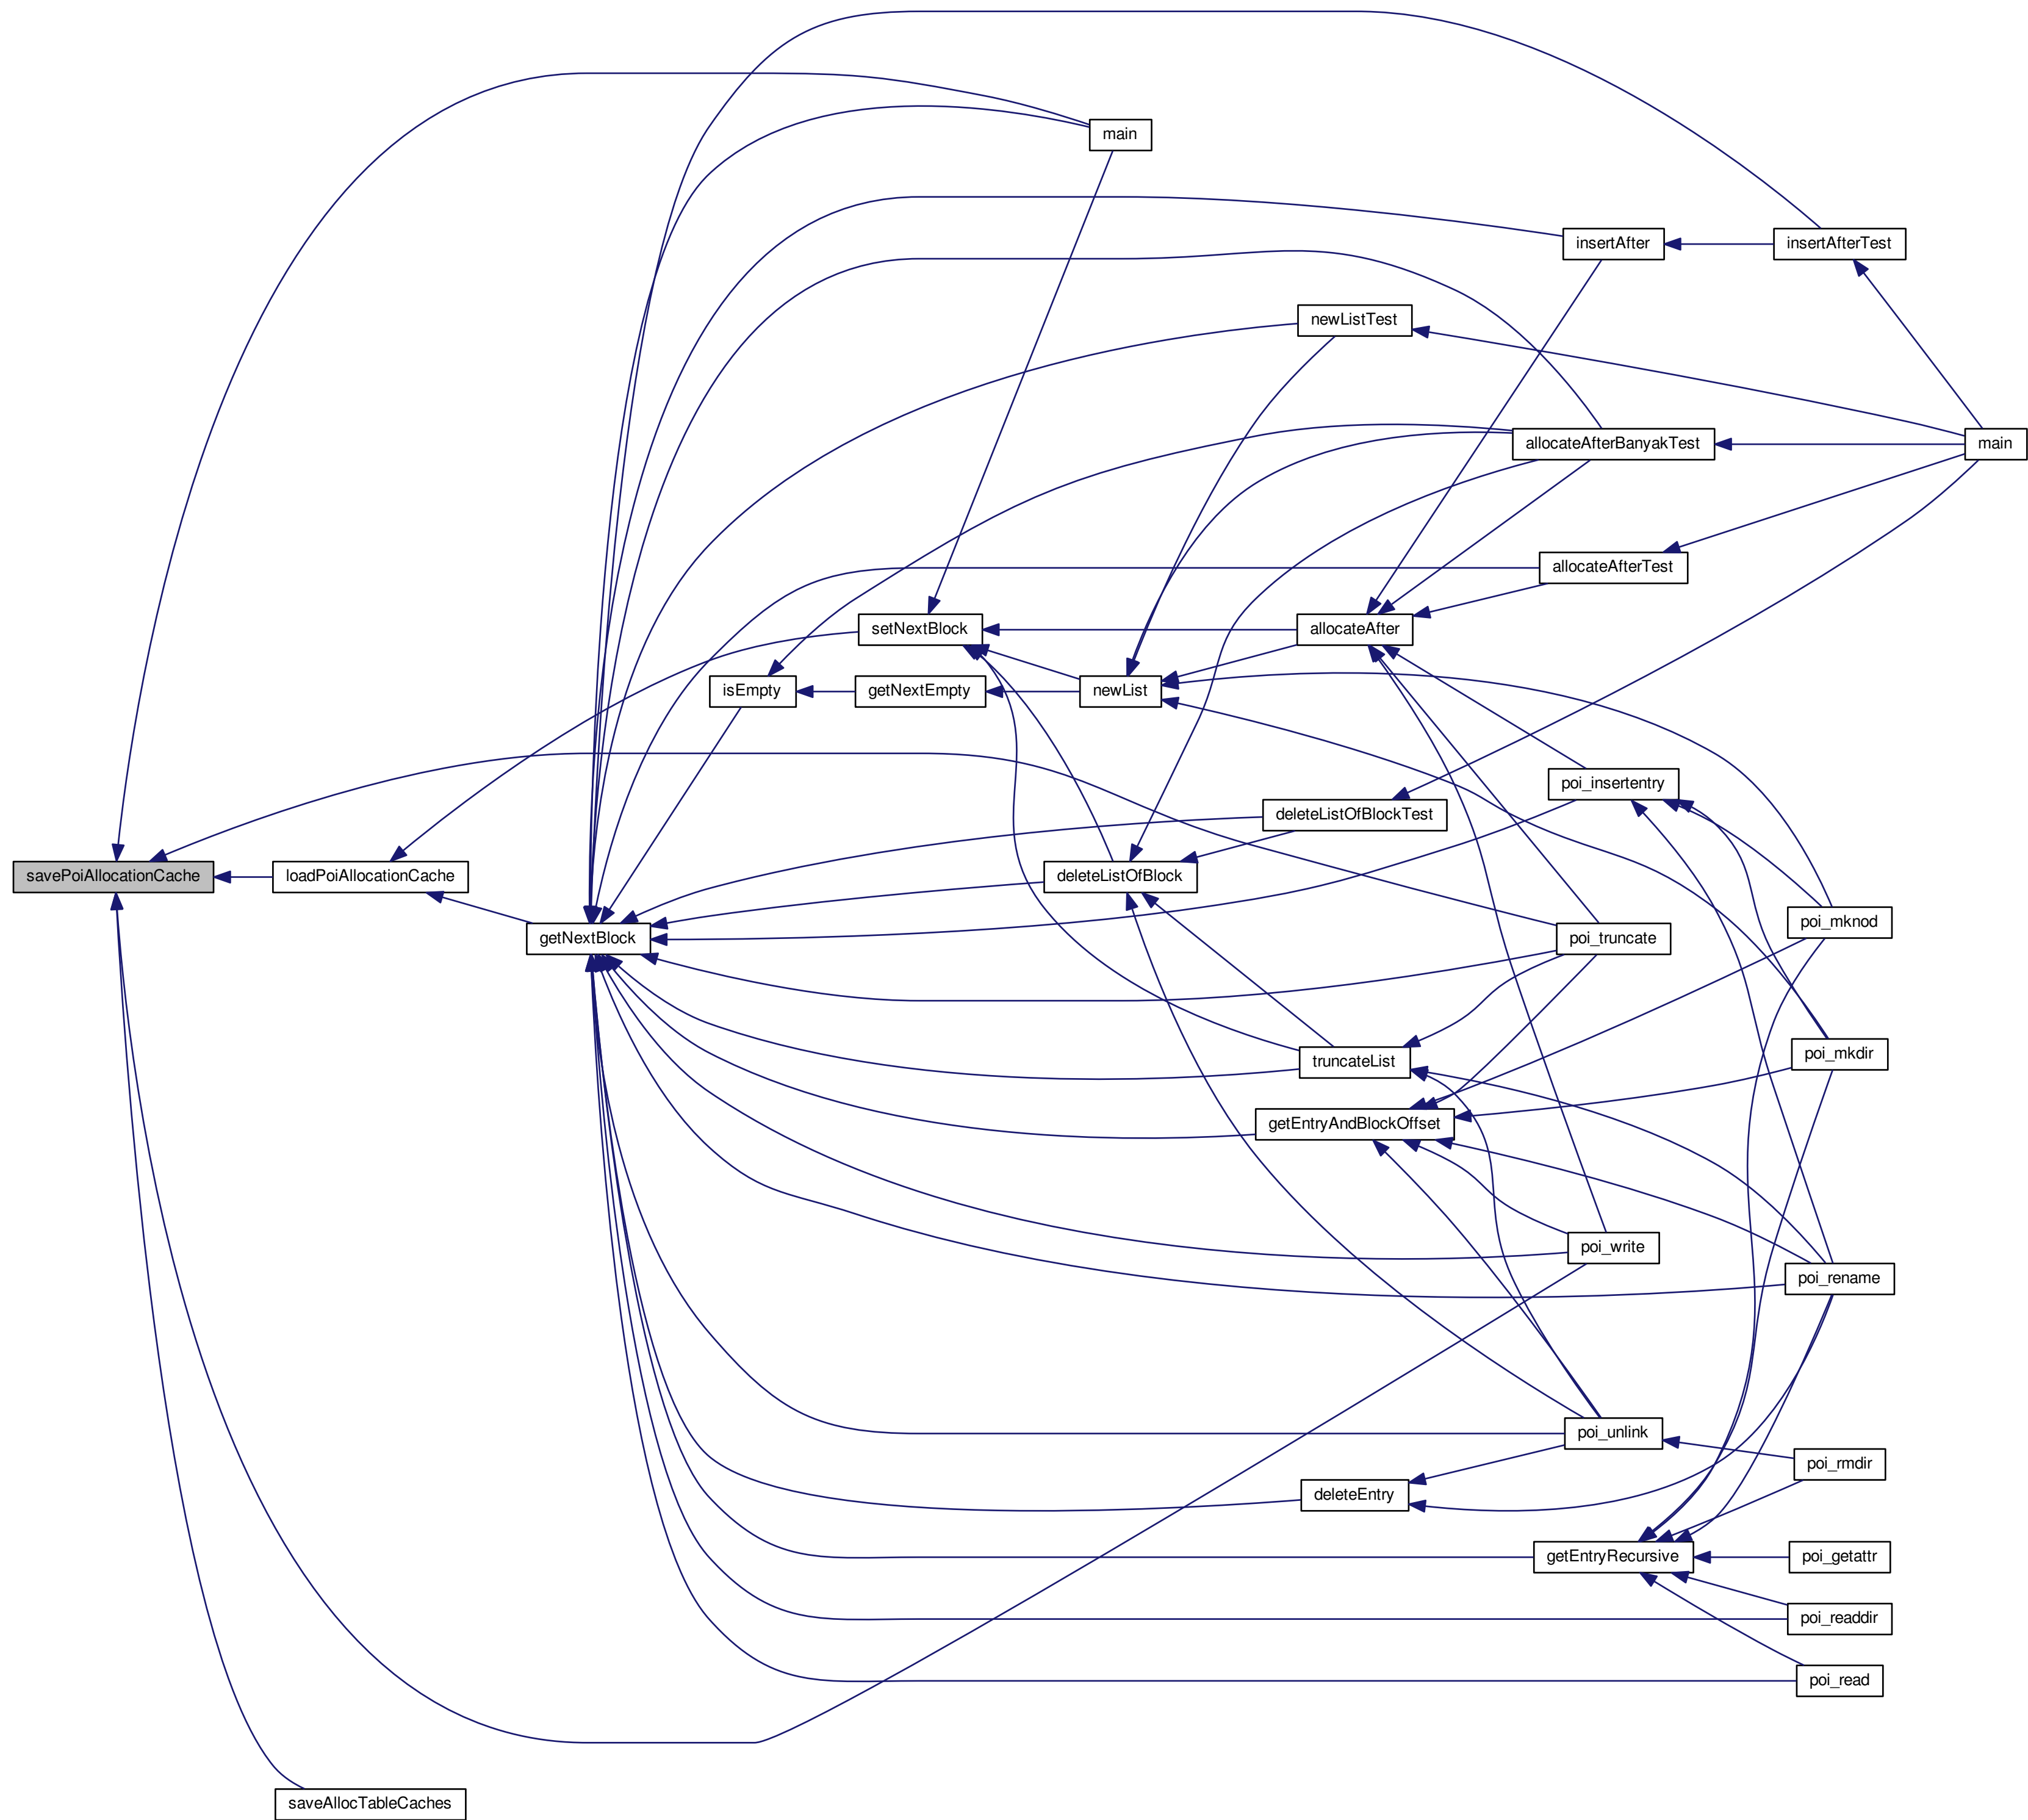 main
insertAfter
insertAfterTest
newListTest
allocateAfterBanyakTest
main
allocateAfterTest
setNextBlock
allocateAfter
isEmpty
getNextEmpty
newList
poi_insertentry
deleteListOfBlockTest
savePoiAllocationCache
loadPoiAllocationCache
deleteListOfBlock
poi_mknod
getNextBlock
poi_truncate
poi_mkdir
truncateList
getEntryAndBlockOffset
poi_write
poi_rename
poi_unlink
poi_rmdir
deleteEntry
getEntryRecursive
poi_getattr
poi_readdir
poi_read
saveAllocTableCaches